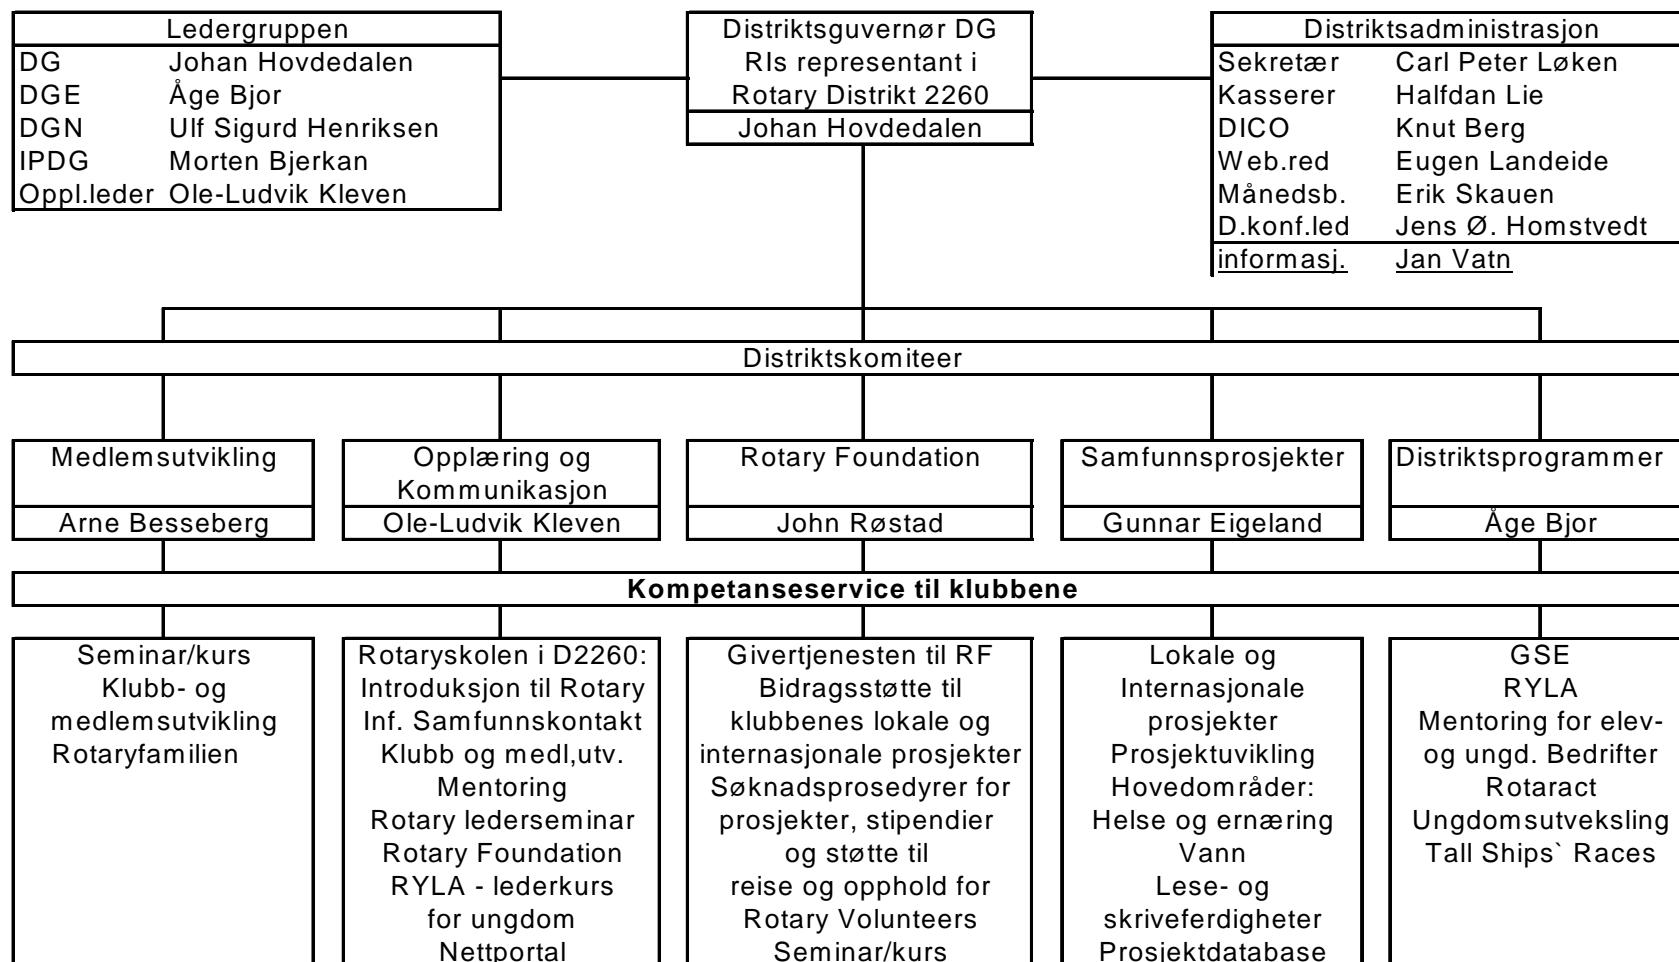 Ledergruppen
DG Johan Hovdedalen
DGE Åge Bjor
DGN Ulf Sigurd Henriksen
IPDG Morten Bjerkan
Oppl.leder Ole-Ludvik Kleven
Distriktsguvernør DG
RIs representant i
Rotary Distrikt 2260
Johan Hovdedalen
Distriktsadministrasjon
Sekretær Carl Peter Løken
Kasserer Halfdan Lie
DICO Knut Berg
Web.red Eugen Landeide
Månedsb. Erik Skauen
D.konf.led Jens Ø. Homstvedt
informasj. Jan Vatn
Distriktskomiteer
Medlemsutvikling
Arne Besseberg
Opplæring og
Kommunikasjon
Ole-Ludvik Kleven
Rotary Foundation
John Røstad
Samfunnsprosjekter
Gunnar Eigeland
Distriktsprogrammer
Åge Bjor
Kompetanseservice til klubbene
Seminar/kurs
Klubb- og
medlemsutvikling
Rotaryfamilien
Rotaryskolen i D2260:
Introduksjon til Rotary
Inf. Samfunnskontakt
Klubb og medl,utv.
Mentoring
Rotary lederseminar
Rotary Foundation
RYLA - lederkurs
for ungdom
Nettportal
Givertjenesten til RF
Bidragsstøtte til
klubbenes lokale og
internasjonale prosjekter
Søknadsprosedyrer for
prosjekter, stipendier
og støtte til
reise og opphold for
Rotary Volunteers
Seminar/kurs
Lokale og
Internasjonale
prosjekter
Prosjektuvikling
Hovedområder:
Helse og ernæring
Vann
Lese- og
skriveferdigheter
Prosjektdatabase
GSE
RYLA
Mentoring for elev-
og ungd. Bedrifter
Rotaract
Ungdomsutveksling
Tall Ships` Races